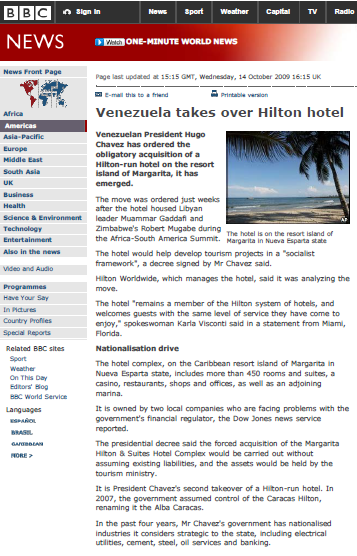 BBC Sign in News Sport Weather Capital TV Radio
NEWS Watch ONE-MINUTE WORLD NEWS
News Front Page
Africa
Americas
Asia-Pacific
Europe
Middle East
South Asia
UK
Business
Health
Science & Environment
Technology
Entertainment
Also in the news
Video and Audio
Programmes
Have Your Say
In Pictures
Country Profiles
Special Reports
Related BBC sites
Sport
Weather
On This Day
Editors' Blog
BBC World Service
Languages
ESPAÑOL
BRASIL
CARIBBEAN
MORE >
Page last updated at 15:15 GMT, Wednesday, 14 October 2009 16:15 UK
E-mail this to a friend Printable version
Venezuela takes over Hilton hotel
Venezuelan President Hugo
Chavez has ordered the
obligatory acquisition of a
Hilton-run hotel on the resort
island of Margarita, it has
emerged.
The move was ordered just weeks
after the hotel housed Libyan
leader Muammar Gaddafi and
Zimbabwe's Robert Mugabe during
the Africa-South America Summit.
AP
The hotel is on the resort island of
Margarita in Nueva Esparta state
The hotel would help develop tourism projects in a "socialist
framework", a decree signed by Mr Chavez said.
Hilton Worldwide, which manages the hotel, said it was analyzing the
move.
The hotel "remains a member of the Hilton system of hotels, and
welcomes guests with the same level of service they have come to
enjoy," spokeswoman Karla Visconti said in a statement from Miami,
Florida.
Nationalisation drive
The hotel complex, on the Caribbean resort island of Margarita in
Nueva Esparta state, includes more than 450 rooms and suites, a
casino, restaurants, shops and offices, as well as an adjoining
marina.
It is owned by two local companies who are facing problems with the
government's financial regulator, the Dow Jones news service
reported.
The presidential decree said the forced acquisition of the Margarita
Hilton & Suites Hotel Complex would be carried out without
assuming existing liabilities, and the assets would be held by the
tourism ministry.
It is President Chavez's second takeover of a Hilton-run hotel. In
2007, the government assumed control of the Caracas Hilton,
renaming it the Alba Caracas.
In the past four years, Mr Chavez's government has nationalised
industries it considers strategic to the state, including electrical
utilities, cement, steel, oil services and banking.